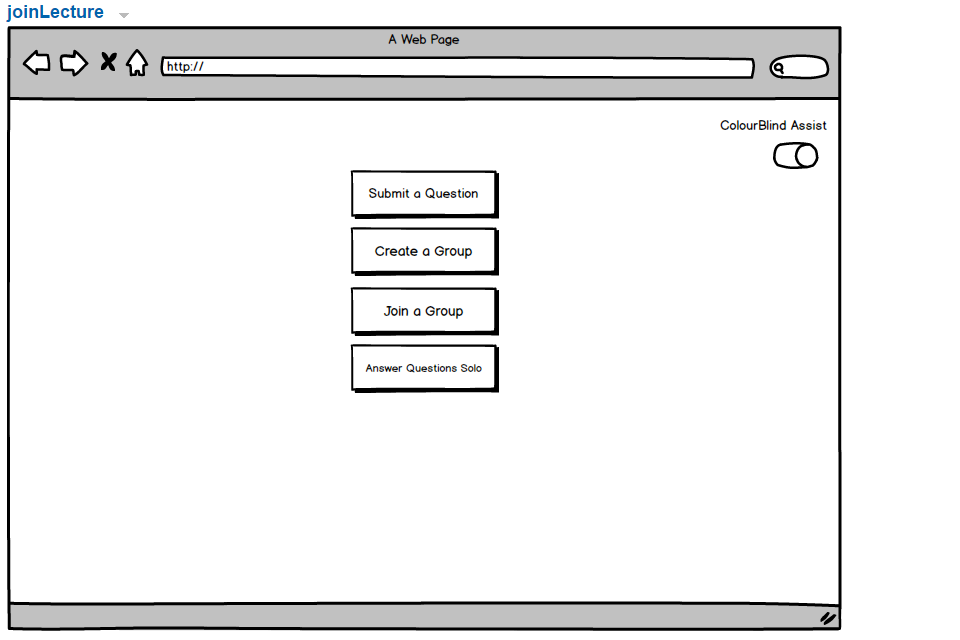 joinLecture
A Web Page
http://
ColourBlind Assist
Submit a Question
Create a Group
Join a Group
Answer Questions Solo